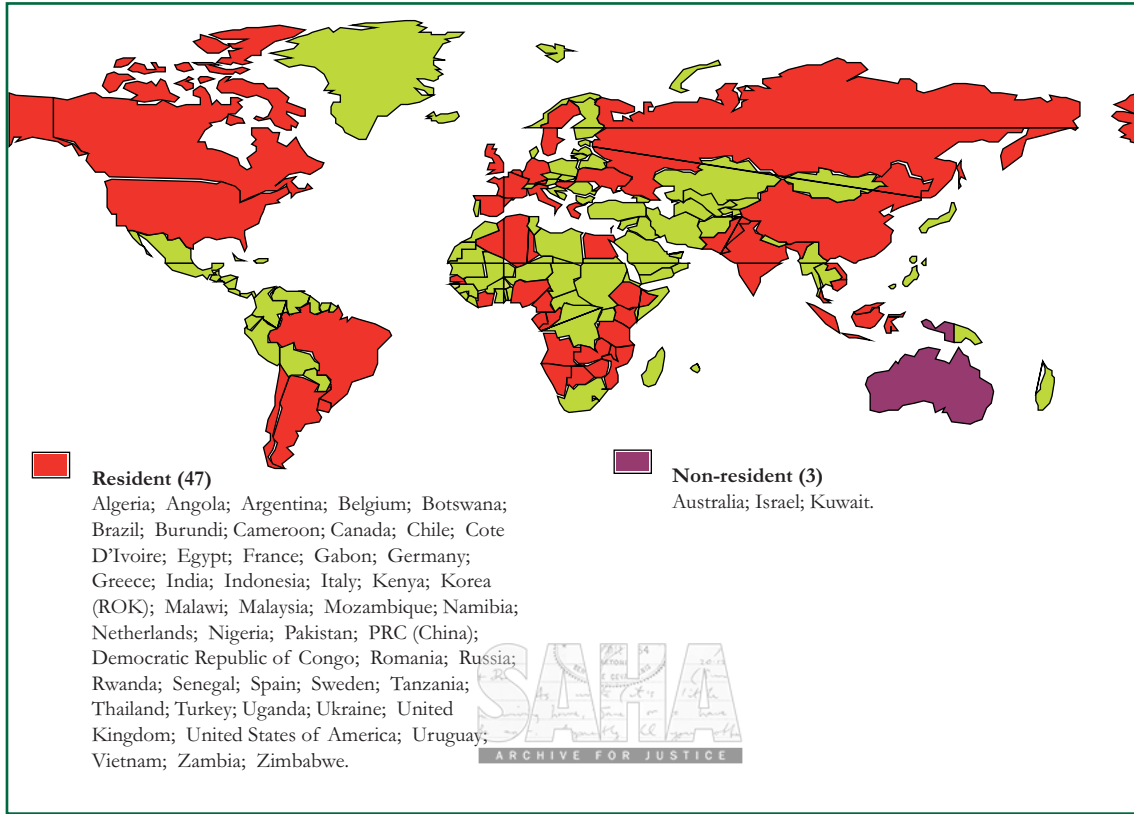 Resident (47)
Algeria; Angola; Argentina; Belgium; Botswana;
Brazil; Burundi; Cameroon; Canada; Chile; Cote
D'Ivoire; Egypt; France; Gabon; Germany;
Greece; India; Indonesia; Italy; Kenya; Korea
(ROK); Malawi; Malaysia; Mozambique; Namibia;
Netherlands; Nigeria; Pakistan; PRC (China);
Democratic Republic of Congo; Romania; Russia;
Rwanda; Senegal; Spain; Sweden; Tanzania;
Thailand; Turkey; Uganda; Ukraine; United
Kingdom; United States of America; Uruguay;
Vietnam; Zambia; Zimbabwe.
Non-resident (3)
Australia; Israel; Kuwait.
SAHA
ARCHIVE FOR JUSTICE